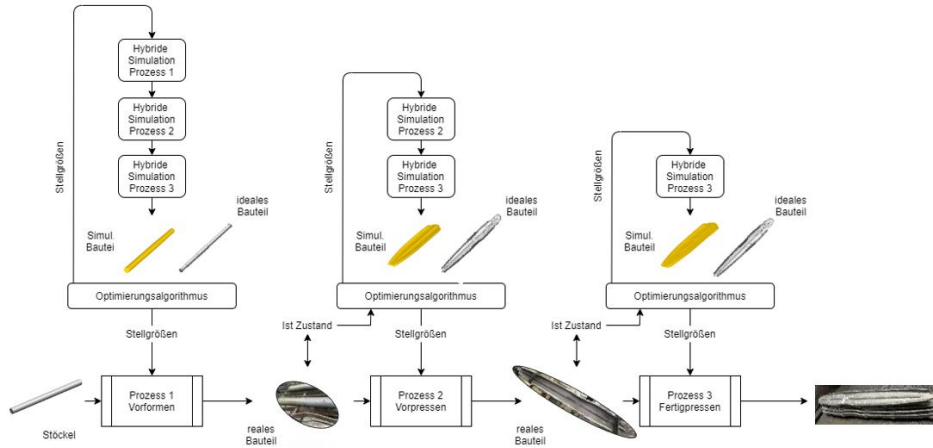 Hybride
Simulation
Prozess 1
Hybride
Simulation
Prozess 2
Hybride
Simulation
Prozess 3
Stellgrößen
ideales
Bauteil
Simul.
Bautei
Optimierungsalgorithmus
Stellgrößen
Hybride
Simulation
Prozess 2
Hybride
Simulation
Prozess 3
Stellgrößen
ideales
Bauteil
Simul.
Bauteil
Optimierungsalgorithmus
Ist Zustand
Stellgrößen
Hybride
Simulation
Prozess 3
Stellgrößen
ideales
Bauteil
Simul.
Bauteil
Optimierungsalgorithmus
Ist Zustand
Stellgrößen
Stöckel
Prozess 1
Vorformen
reales
Bauteil
Prozess 2
Vorpressen
reales
Bauteil
Prozess 3
Fertigpressen